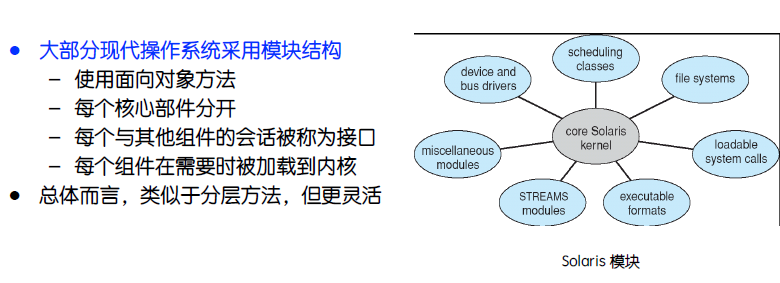 ● 大部分现代操作系统采用模块结构
– 使用面向对象方法
– 每个核心部件分开
– 每个与其他组件的会话被称为接口
– 每个组件在需要时被加载到内核
● 总体而言，类似于分层方法，但更灵活
scheduling
classes
device and
bus drivers
file systems
core Solaris
kernel
miscellaneous
modules
loadable
system calls
STREAMS
modules
executable
formats
Solaris 模块